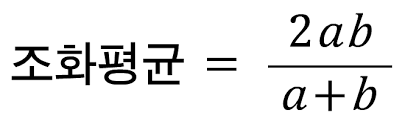 조화평균 = 2ab / a+b